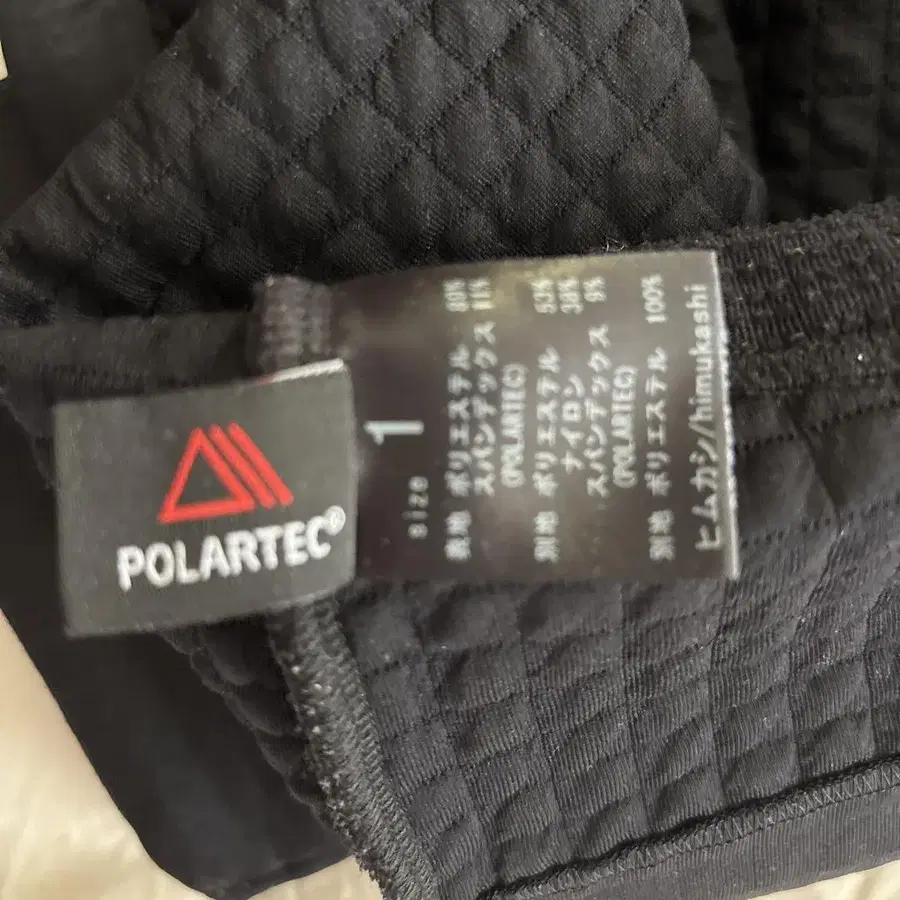 POLARTEC®
size 1
表地 ポリエステル 89%
スパンデックス 11%
(POLARTEC)
別地 ポリエステル 53%
ナイロン 38%
スパンデックス 9%
(POLARTEC)
別地 ポリエステル 100%
ヒムカシ/himukashi